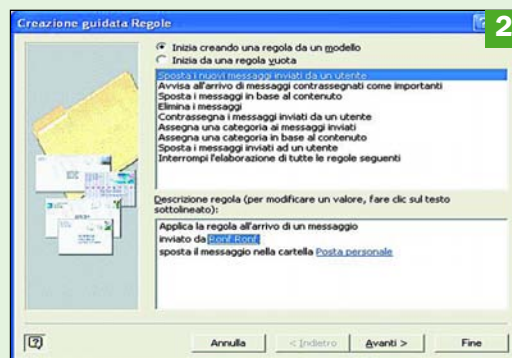 Creazione guidata Regole
2
Inizia creando una regola da un modello
Inizia da una regola vuota
Sposta i nuovi messaggi inviati da un utente
Avvisa all'arrivo di messaggi contrassegnati come importanti
Sposta i messaggi in base al contenuto
Elimina i messaggi
Contrassegna i messaggi inviati da un utente
Assegna una categoria ai messaggi inviati
Assegna una categoria in base al contenuto
Sposta i messaggi inviati ad un utente
Interrompi l'elaborazione di tutte le regole seguenti
Descrizione regola (per modificare un valore, fare clic sul testo
sottolineato):
Applica la regola all'arrivo di un messaggio
inviato da Ronf Ronf
sposta il messaggio nella cartella Posta personale
? Annulla < Indietro Avanti > Fine